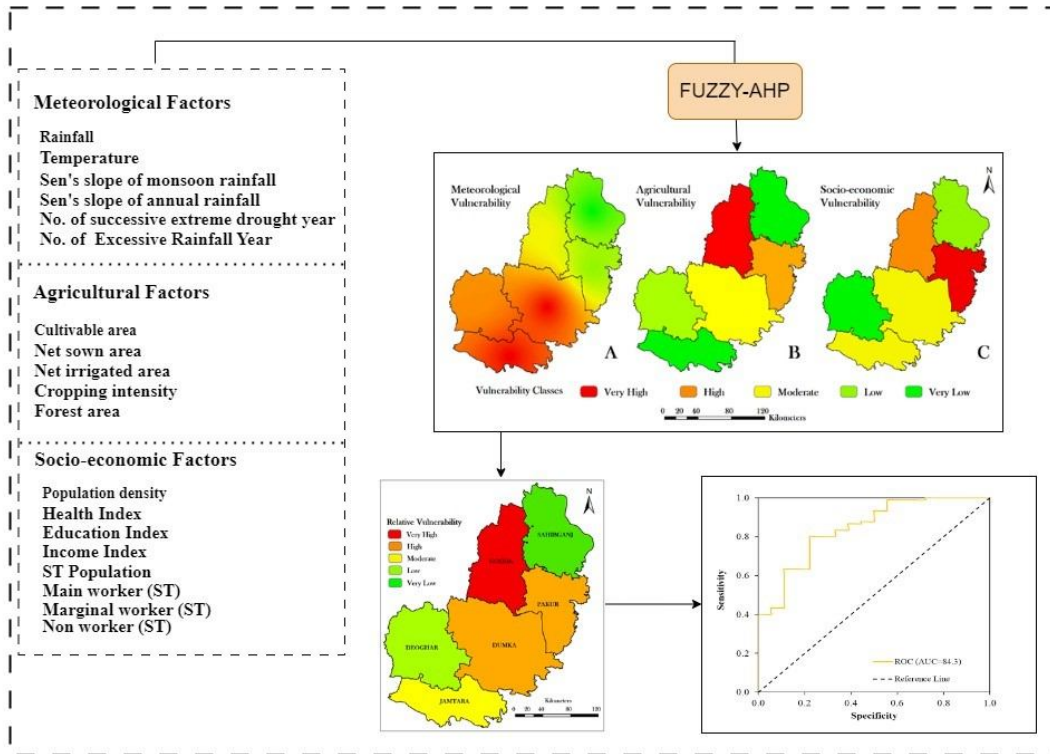 Meteorological Factors
Rainfall
Temperature
Sen's slope of monsoon rainfall
Sen's slope of annual rainfall
No. of successive extreme drought year
No. of Excessive Rainfall Year
Agricultural Factors
Cultivable area
Net sown area
Net irrigated area
Cropping intensity
Forest area
Socio-economic Factors
Population density
Health Index
Education Index
Income Index
ST Population
Main worker (ST)
Marginal worker (ST)
Non worker (ST)
FUZZY-AHP
Meteorological
Vulnerability
A
Agricultural
Vulnerability
B
Socio-economic
Vulnerability
C
N
Vulnerability Classes
Very High
High
Moderate
Low
Very Low
0 20 40 80 120
60
Kilometers
Relative Vulnerability
Very High
High
Moderate
Low
Very Low
N
SAHIBGANJ
PAKUR
DEOGHAR
DUMKA
JAMTARA
Kilometers
0 20 40 60 80 120
Sensitivity
1.0
0.8
0.6
0.4
0.2
0.0
0.0 0.2 0.4 0.6 0.8 1.0
Specificity
ROC (AUC=84.3)
Reference Line